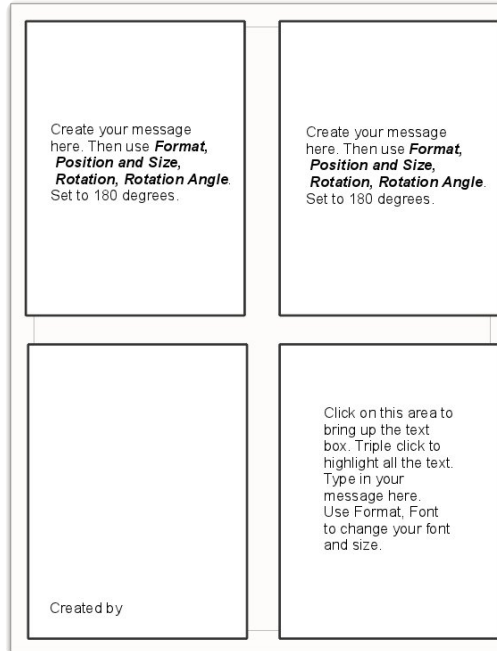 Create your message
here. Then use Format,
Position and Size,
Rotation, Rotation Angle.
Set to 180 degrees.
Create your message
here. Then use Format,
Position and Size,
Rotation, Rotation Angle.
Set to 180 degrees.
Created by
Click on this area to
bring up the text
box. Triple click to
highlight all the text.
Type in your
message here.
Use Format, Font
to change your font
and size.